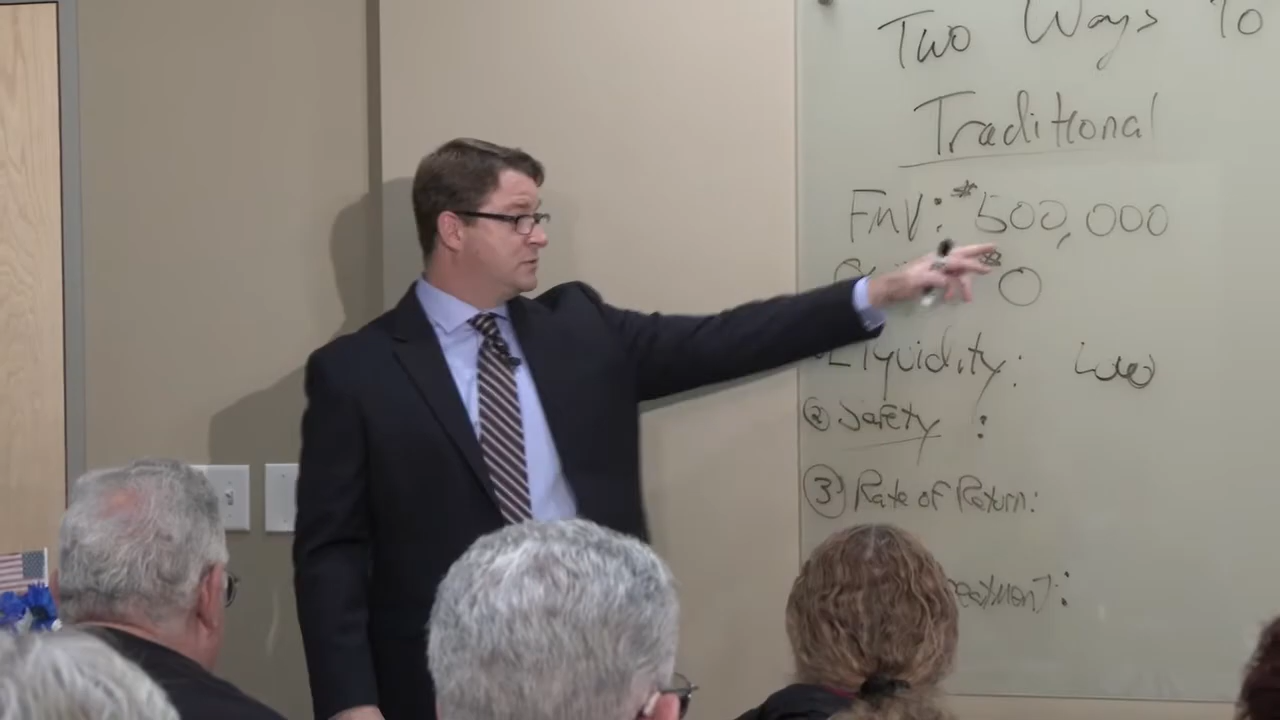 Two Ways To
Traditional
FMV: $500,000
$0
Liquidity: Low
② Safety :
③ Rate of Return: